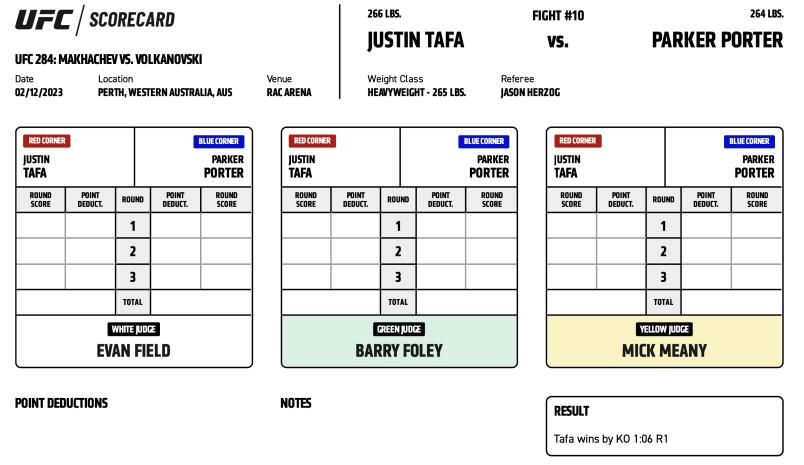 UFC / SCORECARD
UFC 284: MAKHACHEV VS. VOLKANOVSKI
Date Location Venue
02/12/2023 PERTH, WESTERN AUSTRALIA, AUS RAC ARENA
266 LBS. FIGHT #10 264 LBS.
JUSTIN TAFA VS. PARKER PORTER
Weight Class Referee
HEAVYWEIGHT - 265 LBS. JASON HERZOG
RED CORNER BLUE CORNER
JUSTIN TAFA PARKER PORTER
ROUND SCORE POINT DEDUCT. ROUND POINT DEDUCT. ROUND SCORE
1
2
3
TOTAL
WHITE JUDGE
EVAN FIELD
RED CORNER BLUE CORNER
JUSTIN TAFA PARKER PORTER
ROUND SCORE POINT DEDUCT. ROUND POINT DEDUCT. ROUND SCORE
1
2
3
TOTAL
GREEN JUDGE
BARRY FOLEY
RED CORNER BLUE CORNER
JUSTIN TAFA PARKER PORTER
ROUND SCORE POINT DEDUCT. ROUND POINT DEDUCT. ROUND SCORE
1
2
3
TOTAL
YELLOW JUDGE
MICK MEANY
POINT DEDUCTIONS
NOTES
RESULT
Tafa wins by KO 1:06 R1